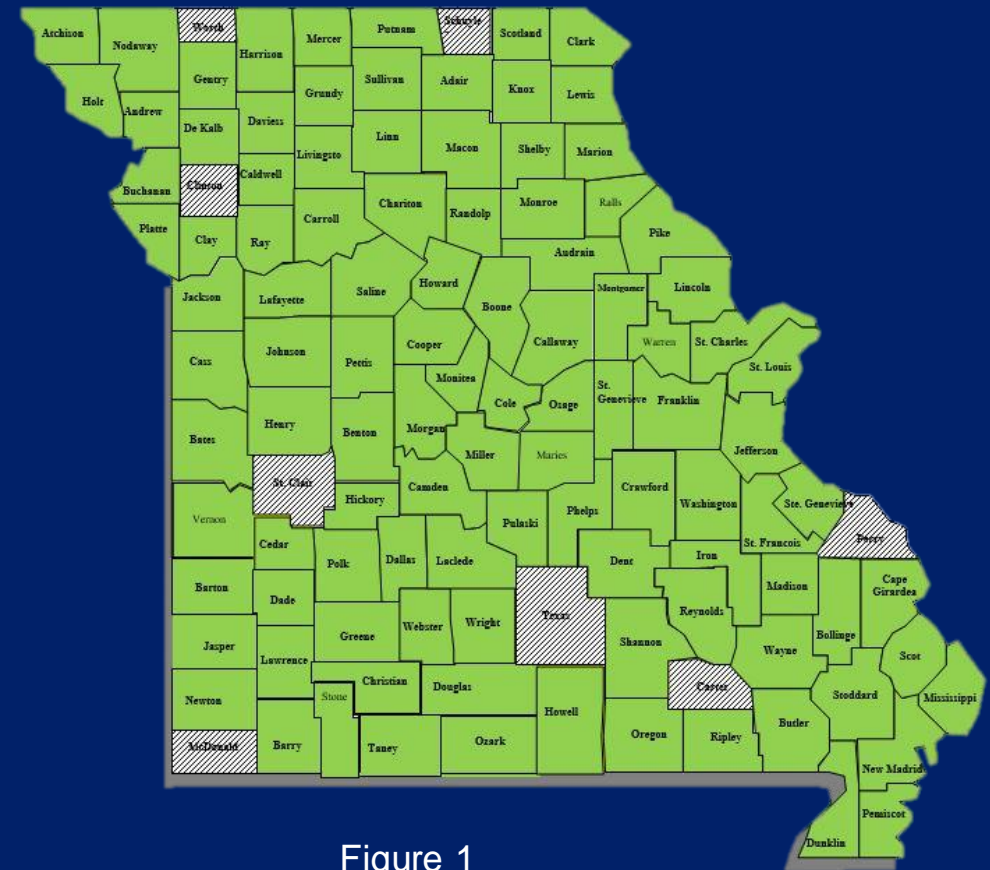 Atchison
Nodaway
Worth
Harrison
Mercer
Putnam
Schuyle
Scotland
Clark
Holt
Andrew
Gentry
De Kalb
Daviess
Grundy
Sullivan
Adair
Knox
Lewis
Livingsto
Linn
Macon
Shelby
Marion
Buchanan
Clinton
Caldwell
Platte
Clay
Ray
Carroll
Chariton
Randolp
Monroe
Ralls
Pike
Audrain
Jackson
Lafayette
Saline
Howard
Boone
Callaway
Montgomer
Lincoln
Warren
St. Charles
St. Louis
Cass
Johnson
Pettis
Cooper
Monitea
Cole
Osage
St.
Genevieve
Franklin
Jefferson
Bates
Henry
Benton
Morgan
Miller
Maries
St. Clair
Hickory
Camden
Pulaski
Phelps
Crawford
Washington
St. Francois
Ste. Genevieve
Perry
Vernon
Cedar
Polk
Dallas
Laclede
Texas
Dent
Iron
Madison
Cape
Girardea
Barton
Dade
Greene
Webster
Wright
Shannon
Reynolds
Wayne
Bollinge
Scot
Jasper
Lawrence
Christian
Douglas
Carter
Stoddard
Mississippi
Newton
Stone
Howell
Oregon
Ripley
Butler
McDonald
Barry
Taney
Ozark
New Madrid
Pemiscot
Dunklin
Figure 1